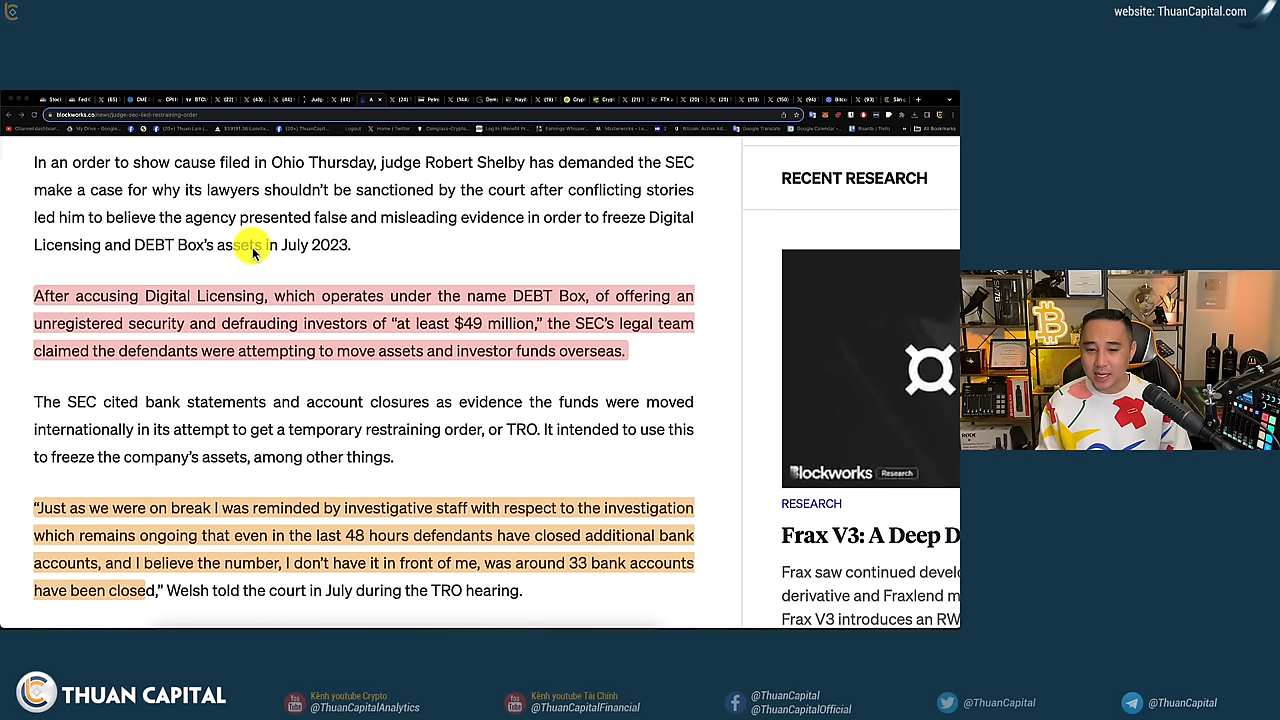 website: ThuanCapital.com
blockworks.co/news/judge-sec-lied-restraining-order
All Bookmarks
In an order to show cause filed in Ohio Thursday, judge Robert Shelby has demanded the SEC
make a case for why its lawyers shouldn't be sanctioned by the court after conflicting stories
led him to believe the agency presented false and misleading evidence in order to freeze Digital
Licensing and DEBT Box's assets in July 2023.
After accusing Digital Licensing, which operates under the name DEBT Box, of offering an
unregistered security and defrauding investors of “at least $49 million,” the SEC's legal team
claimed the defendants were attempting to move assets and investor funds overseas.
The SEC cited bank statements and account closures as evidence the funds were moved
internationally in its attempt to get a temporary restraining order, or TRO. It intended to use this
to freeze the company's assets, among other things.
“Just as we were on break I was reminded by investigative staff with respect to the investigation
which remains ongoing that even in the last 48 hours defendants have closed additional bank
accounts, and I believe the number, I don't have it in front of me, was around 33 bank accounts
have been closed,” Welsh told the court in July during the TRO hearing.
RECENT RESEARCH
Blockworks Research
RESEARCH
Frax V3: A Deep D
Frax saw continued develo
derivative and Fraxlend m
Frax V3 introduces an RW
THUAN CAPITAL
Kênh youtube Crypto
@ThuanCapitalAnalytics
Kênh youtube Tài Chính
@ThuanCapitalFinancial
@ThuanCapital
@ThuanCapitalOfficial
@ThuanCapital
@ThuanCapital